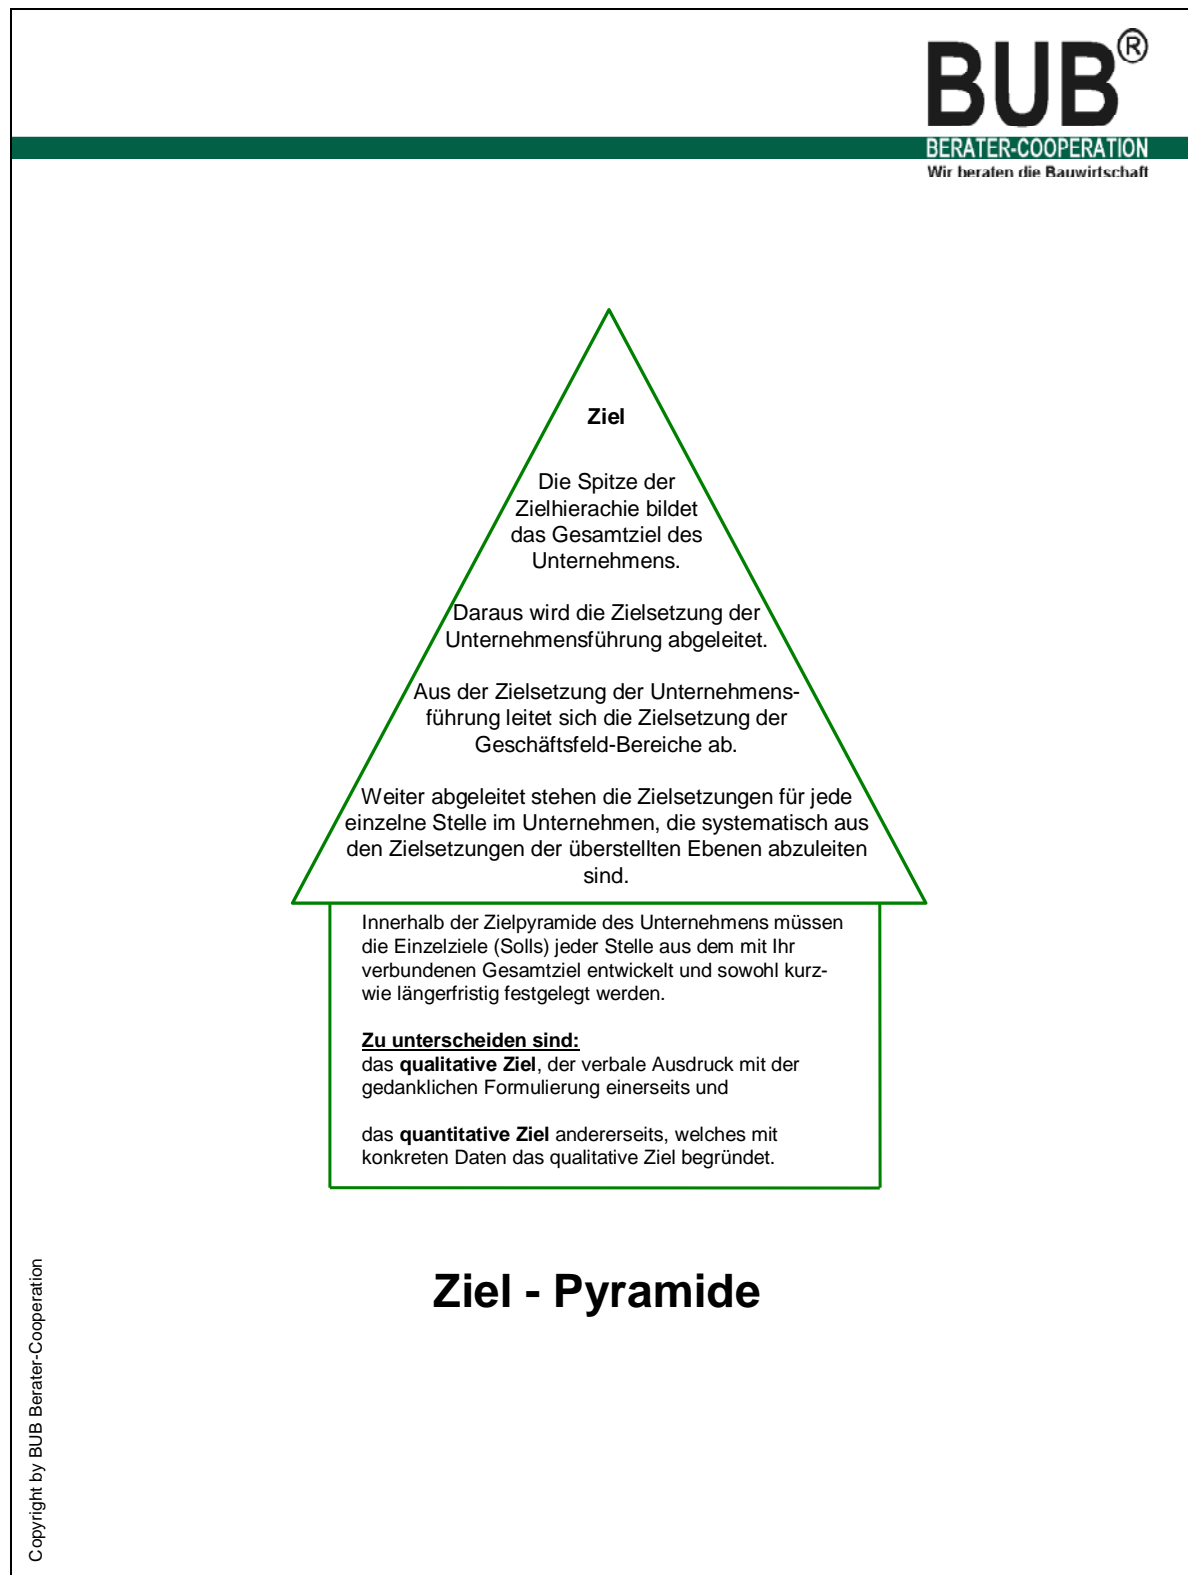 BUB®
BERATER-COOPERATION
Wir beraten die Bauwirtschaft
Ziel
Die Spitze der
Zielhierachie bildet
das Gesamtziel des
Unternehmens.
Daraus wird die Zielsetzung der
Unternehmensführung abgeleitet.
Aus der Zielsetzung der Unternehmens-
führung leitet sich die Zielsetzung der
Geschäftsfeld-Bereiche ab.
Weiter abgeleitet stehen die Zielsetzungen für jede
einzelne Stelle im Unternehmen, die systematisch aus
den Zielsetzungen der überstellten Ebenen abzuleiten
sind.
Innerhalb der Zielpyramide des Unternehmens müssen
die Einzelziele (Solls) jeder Stelle aus dem mit Ihr
verbundenen Gesamtziel entwickelt und sowohl kurz-
wie längerfristig festgelegt werden.
Zu unterscheiden sind:
das qualitative Ziel, der verbale Ausdruck mit der
gedanklichen Formulierung einerseits und
das quantitative Ziel andererseits, welches mit
konkreten Daten das qualitative Ziel begründet.
Ziel - Pyramide
Copyright by BUB Berater-Cooperation